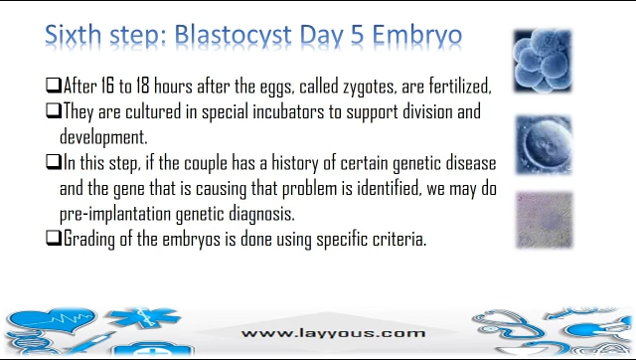 Sixth step: Blastocyst Day 5 Embryo
❑After 16 to 18 hours after the eggs, called zygotes, are fertilized,
❑They are cultured in special incubators to support division and
development.
❑In this step, if the couple has a history of certain genetic disease
and the gene that is causing that problem is identified, we may do
pre-implantation genetic diagnosis.
❑Grading of the embryos is done using specific criteria.
www.layyous.com